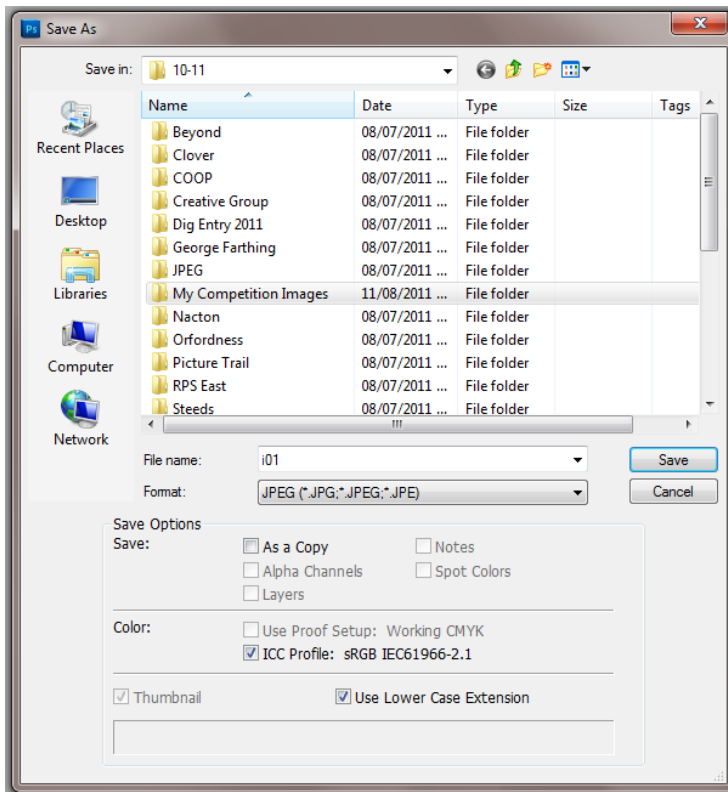 Ps Save As
Save in: 10-11
Name Date Type Size Tags
Recent Places
Desktop
Libraries
Computer
Network
Beyond 08/07/2011 ... File folder
Clover 08/07/2011 ... File folder
COOP 08/07/2011 ... File folder
Creative Group 08/07/2011 ... File folder
Dig Entry 2011 08/07/2011 ... File folder
George Farthing 08/07/2011 ... File folder
JPEG 08/07/2011 ... File folder
My Competition Images 11/08/2011 ... File folder
Nacton 08/07/2011 ... File folder
Orfordness 08/07/2011 ... File folder
Picture Trail 08/07/2011 ... File folder
RPS East 08/07/2011 ... File folder
Steeds 08/07/2011 ... File folder
File name: i01 Save
Format: JPEG (*.JPG;*.JPEG;*.JPE) Cancel
Save Options
Save: As a Copy Notes
Alpha Channels Spot Colors
Layers
Color: Use Proof Setup: Working CMYK
ICC Profile: sRGB IEC61966-2.1
Thumbnail Use Lower Case Extension